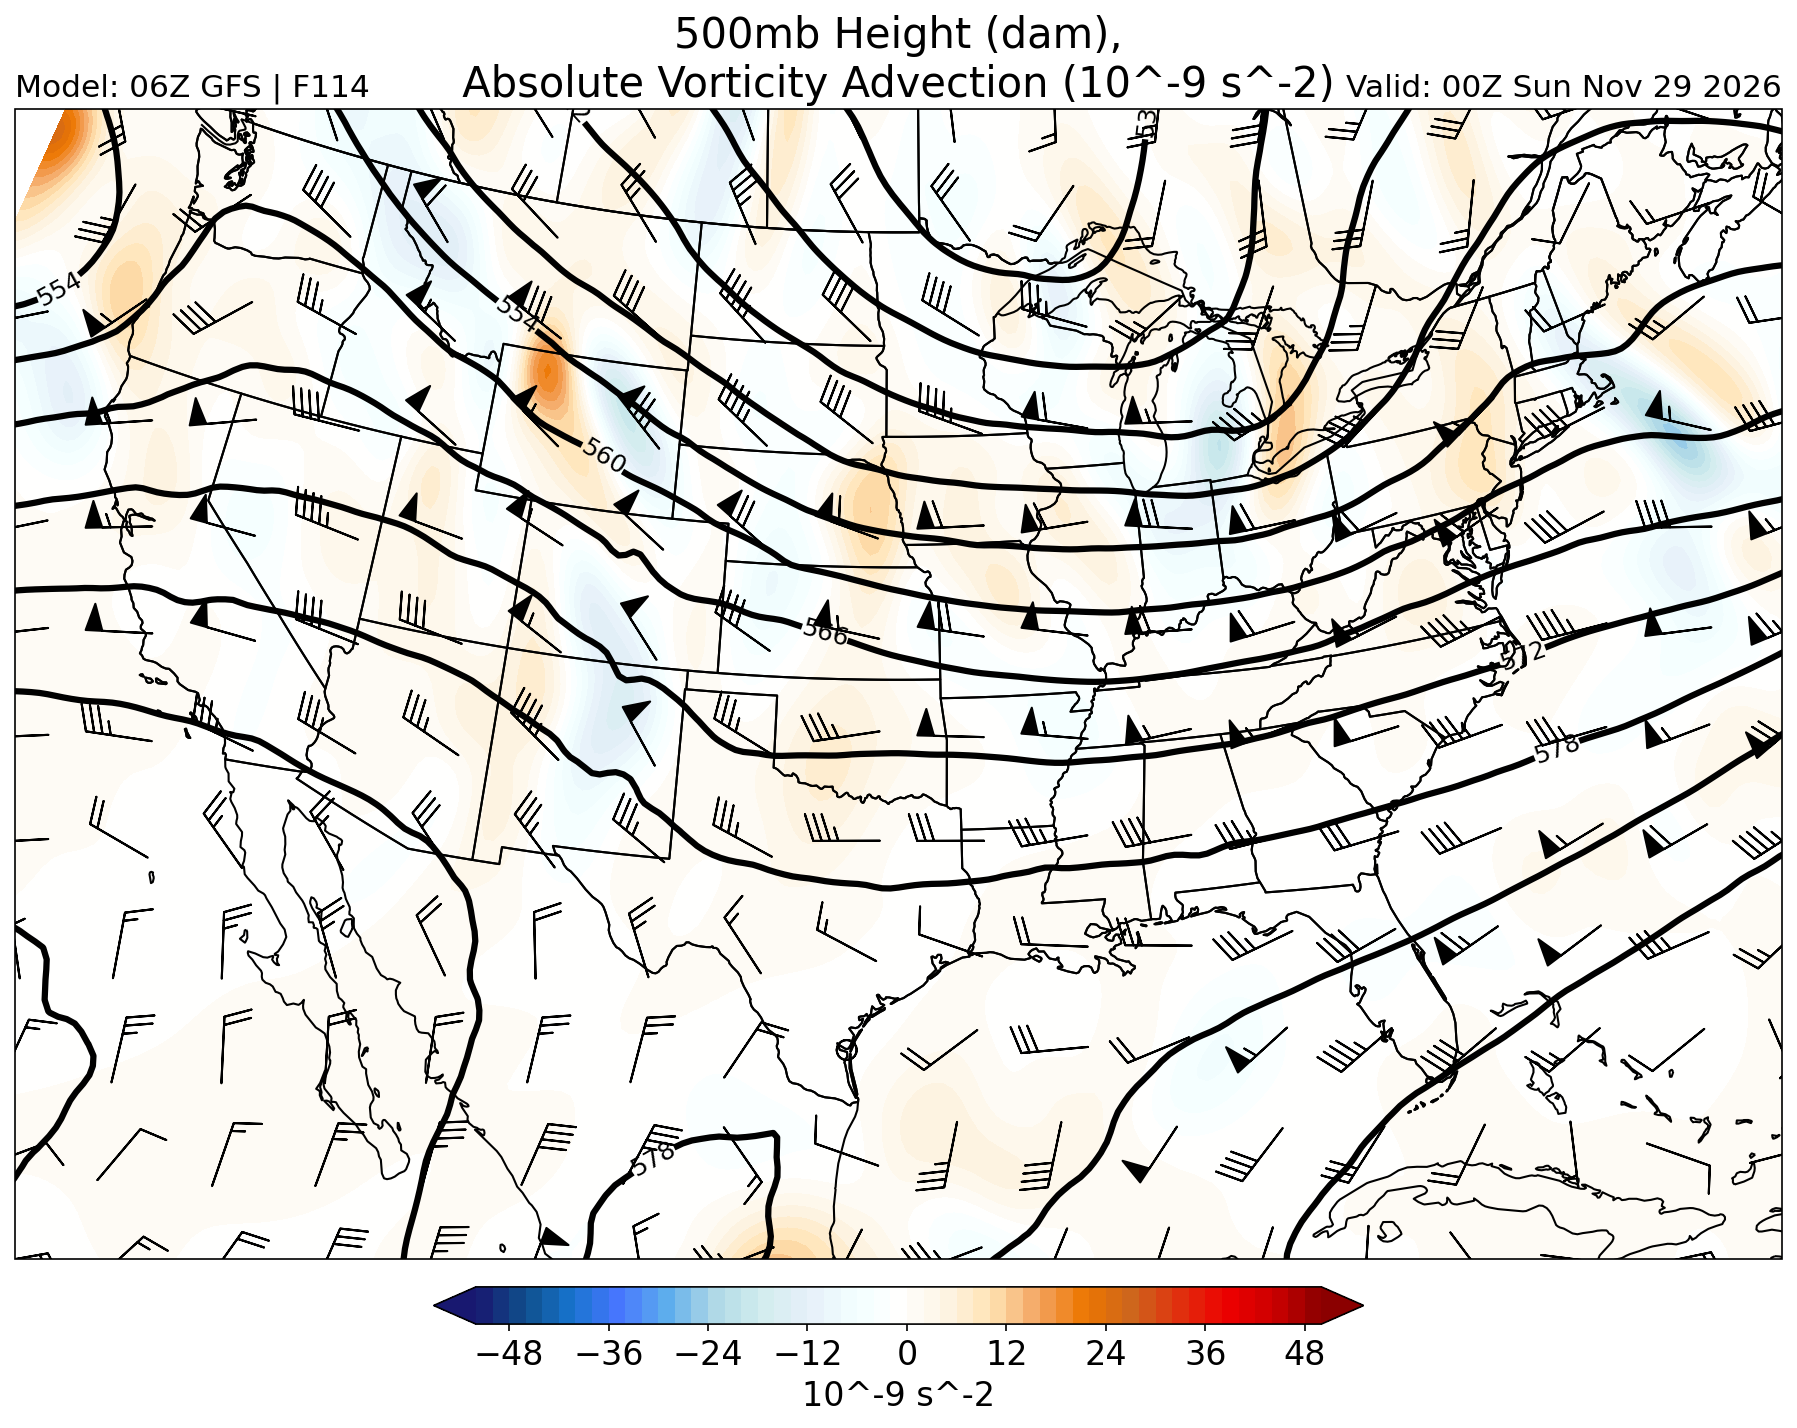 500mb Height (dam),
Model: 06Z GFS | F114
Absolute Vorticity Advection (10^-9 s^-2)
Valid: 00Z Sun Nov 29 2026
53
554
554
560
566
572
578
578
−48 −36 −24 −12 0 12 24 36 48
10^-9 s^-2